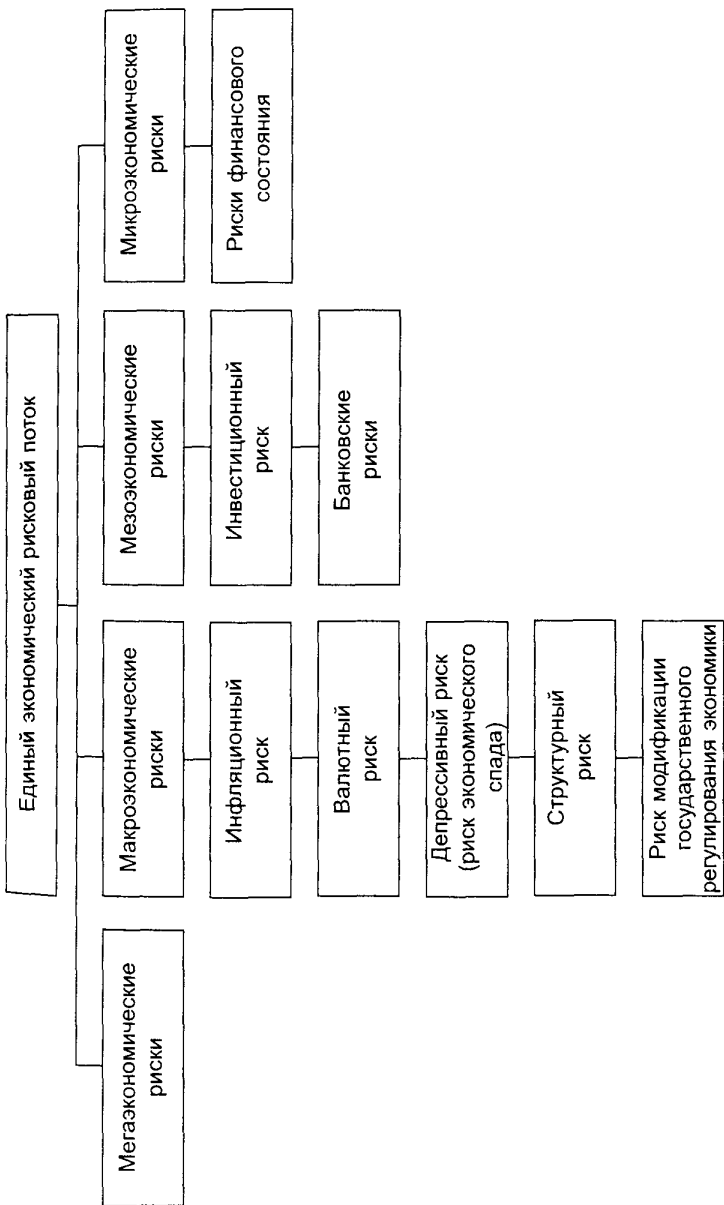 Единый экономический рисковый поток
Мегаэкономические
риски
Макроэкономические
риски
Инфляционный
риск
Валютный
риск
Депрессивный риск
(риск экономического
спада)
Структурный
риск
Риск модификации
государственного
регулирования экономики
Мезоэкономические
риски
Инвестиционный
риск
Банковские
риски
Микроэкономические
риски
Риски финансового
состояния